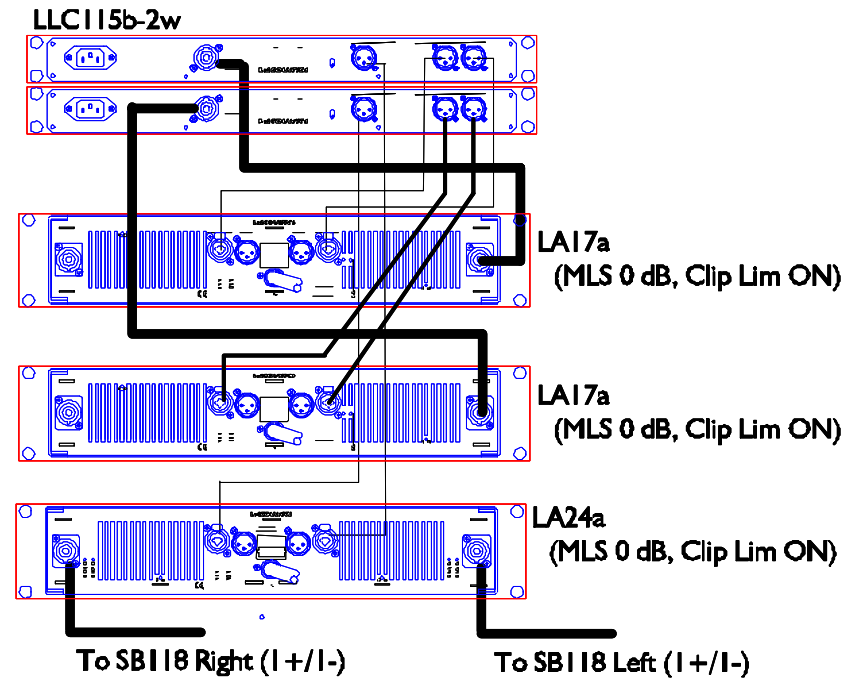 LLC115b-2w
LA17a
(MLS 0 dB, Clip Lim ON)
LA17a
(MLS 0 dB, Clip Lim ON)
LA24a
(MLS 0 dB, Clip Lim ON)
To SB118 Right (1+/1-)
To SB118 Left (1+/1-)